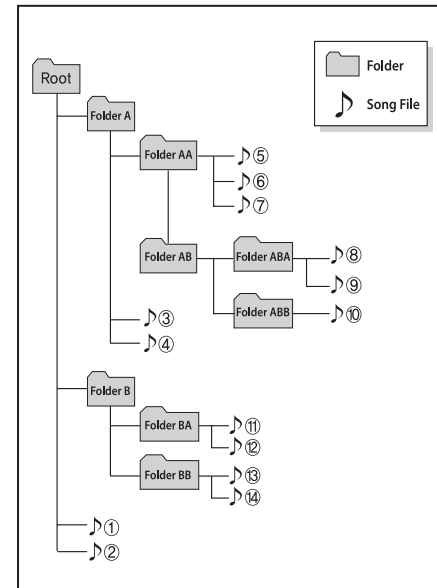 Root
Folder
Song File
Folder A
Folder AA
⑤
⑥
⑦
Folder AB
Folder ABA
⑧
⑨
Folder ABB
⑩
③
④
Folder B
Folder BA
⑪
⑫
Folder BB
⑬
⑭
①
②